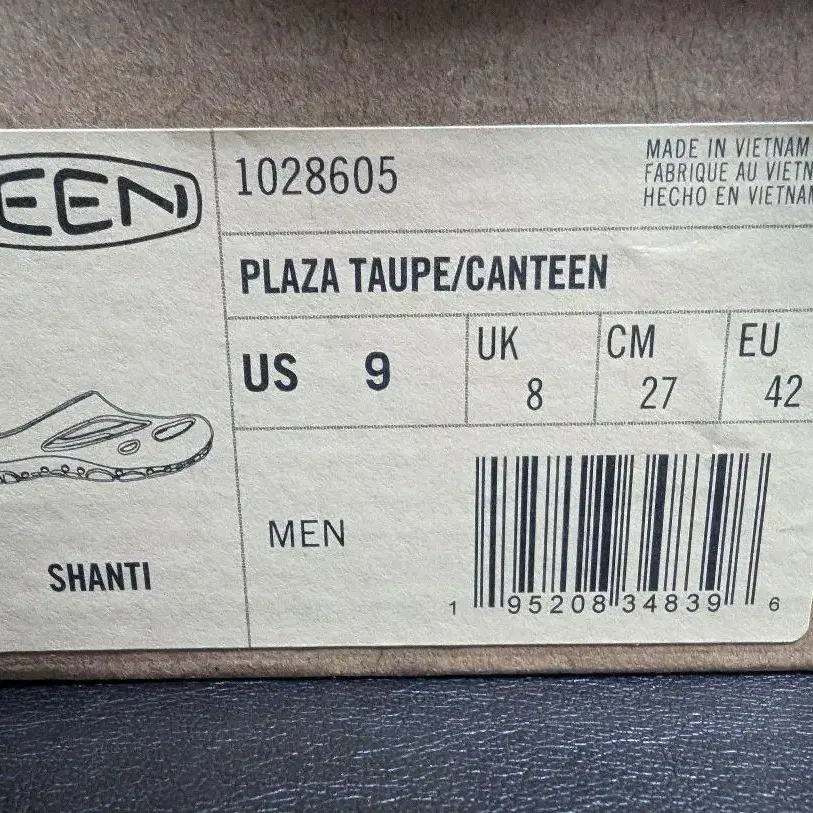 EEN
1028605
MADE IN VIETNAM
FABRIQUE AU VIETN
HECHO EN VIETNAM
PLAZA TAUPE/CANTEEN
US 9
UK 8
CM 27
EU 42
MEN
SHANTI
1 95208 34839 6